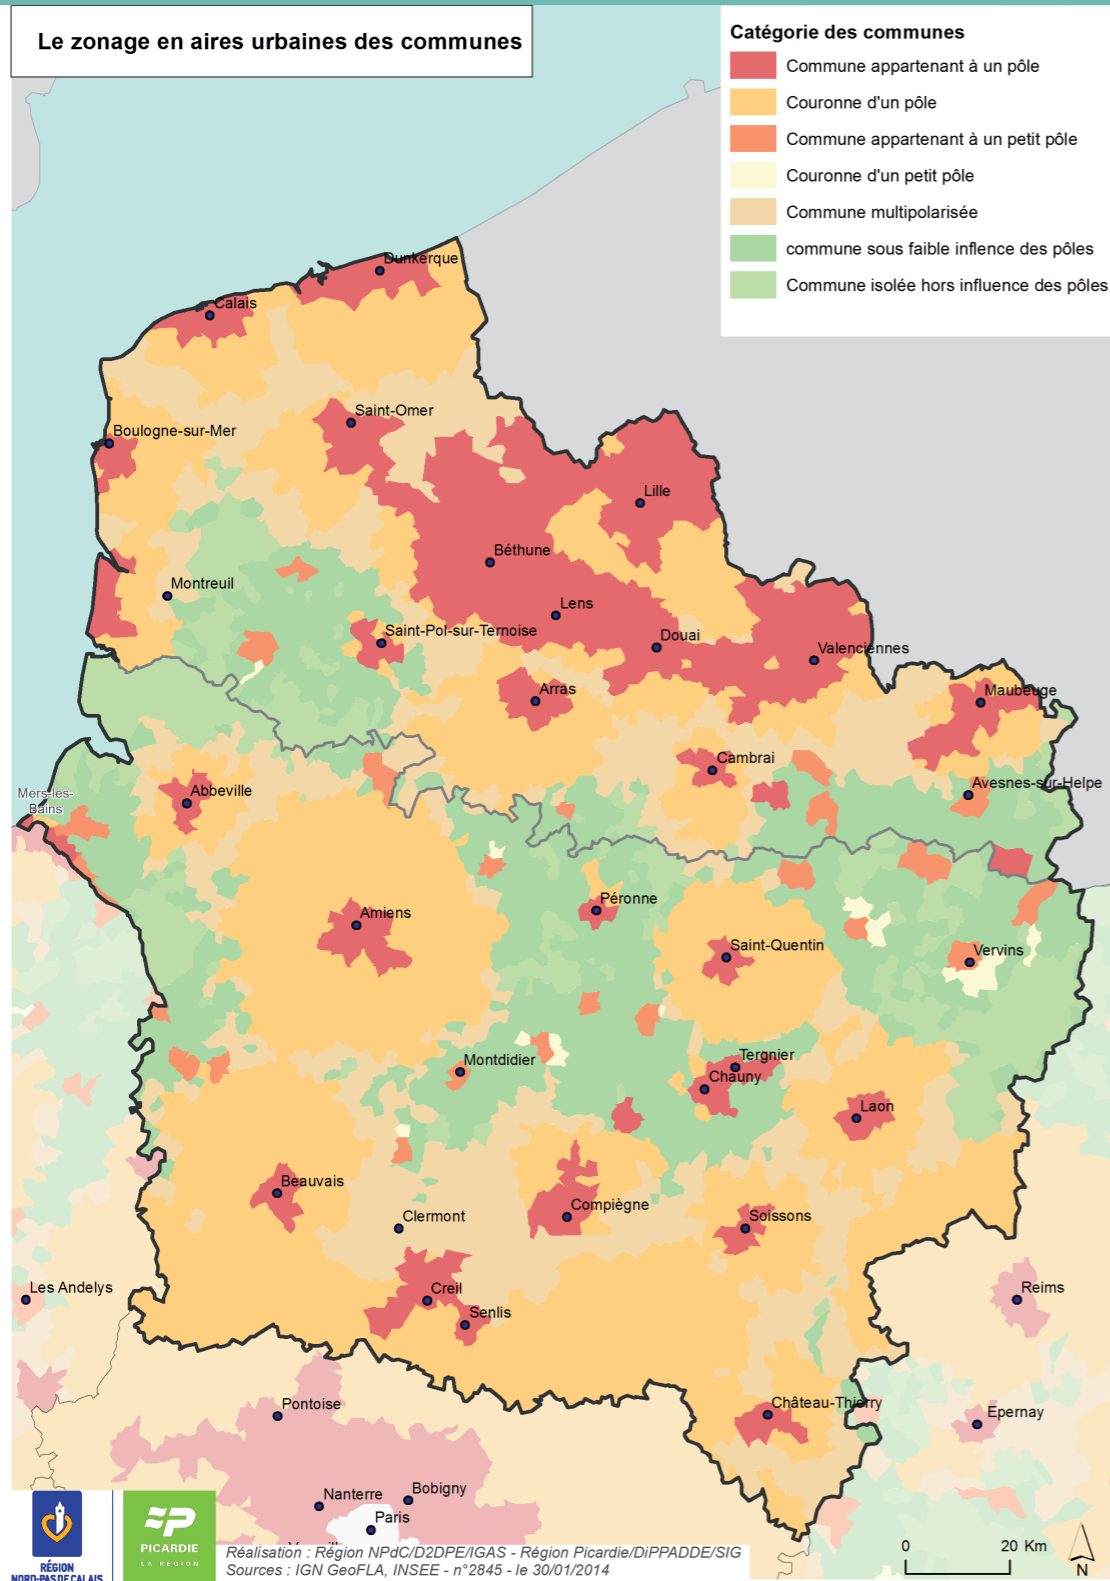 Le zonage en aires urbaines des communes
Catégorie des communes
Commune appartenant à un pôle
Couronne d'un pôle
Commune appartenant à un petit pôle
Couronne d'un petit pôle
Commune multipolarisée
commune sous faible inflence des pôles
Commune isolée hors influence des pôles
Dunkerque
Calais
Saint-Omer
Boulogne-sur-Mer
Lille
Béthune
Montreuil
Lens
Saint-Pol-sur-Ternoise
Douai
Valenciennes
Arras
Maubeuge
Cambrai
Avesnes-sur-Helpe
Abbeville
Mers-les-
Bains
Péronne
Amiens
Saint-Quentin
Vervins
Montdidier
Tergnier
Chauny
Laon
Beauvais
Compiègne
Clermont
Soissons
Creil
Senlis
Les Andelys
Reims
Château-Thierry
Pontoise
Epernay
Nanterre
Bobigny
Paris
RÉGION
NORD-PAS DE CALAIS
PICARDIE
LA RÉGION
Réalisation : Région NPdC/D2DPE/IGAS - Région Picardie/DiPPADDE/SIG
Sources : IGN GeoFLA, INSEE - n°2845 - le 30/01/2014
0 20 Km
N